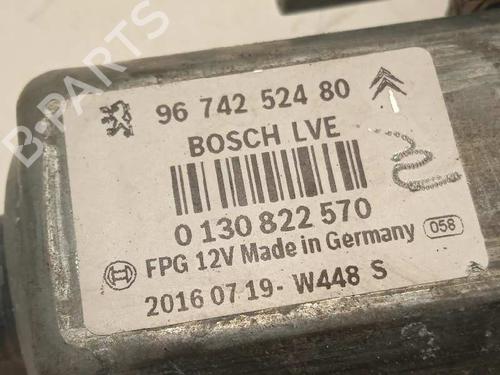 96 742 524 80
BOSCH LVE
0 130 822 570
FPG 12V Made in Germany 058
2016 07 19 - W448 S
B-PARTS